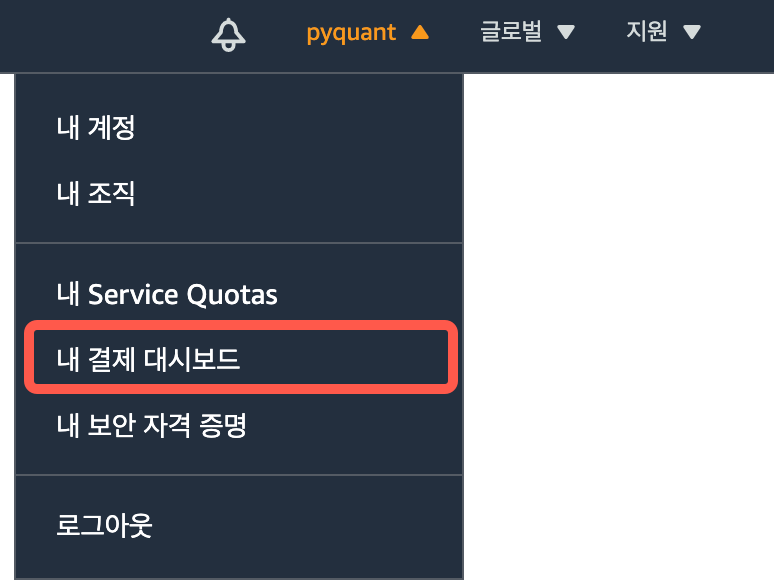 pyquant 글로벌 지원
내 계정
내 조직
내 Service Quotas
내 결제 대시보드
내 보안 자격 증명
로그아웃